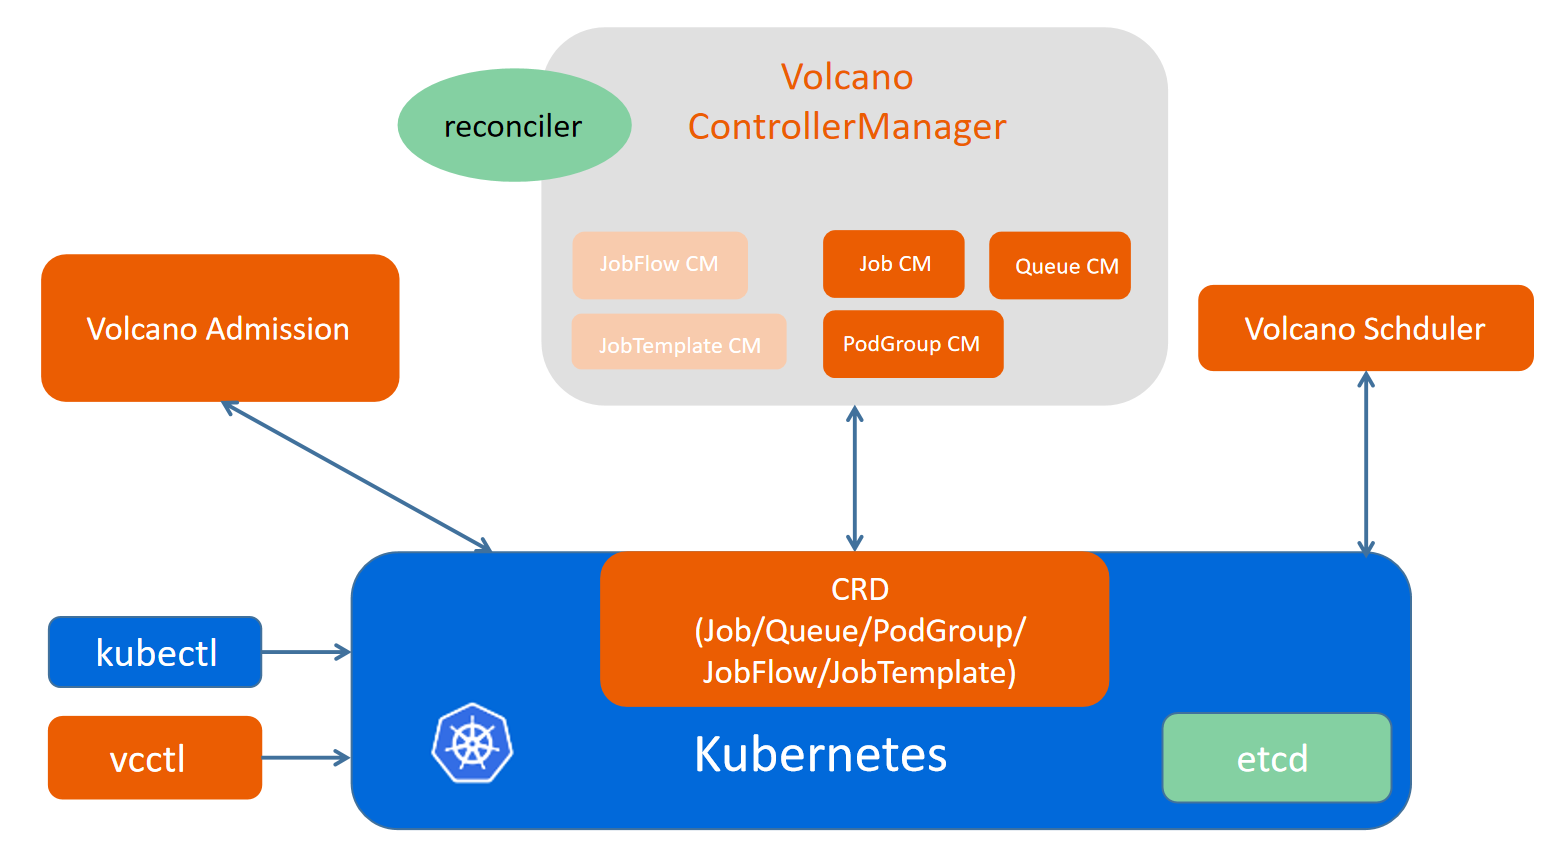 Volcano
ControllerManager
reconciler
JobFlow CM
Job CM
Queue CM
JobTemplate CM
PodGroup CM
Volcano Admission
Volcano Schduler
CRD
(Job/Queue/PodGroup/
JobFlow/JobTemplate)
kubectl
vcctl
Kubernetes
etcd